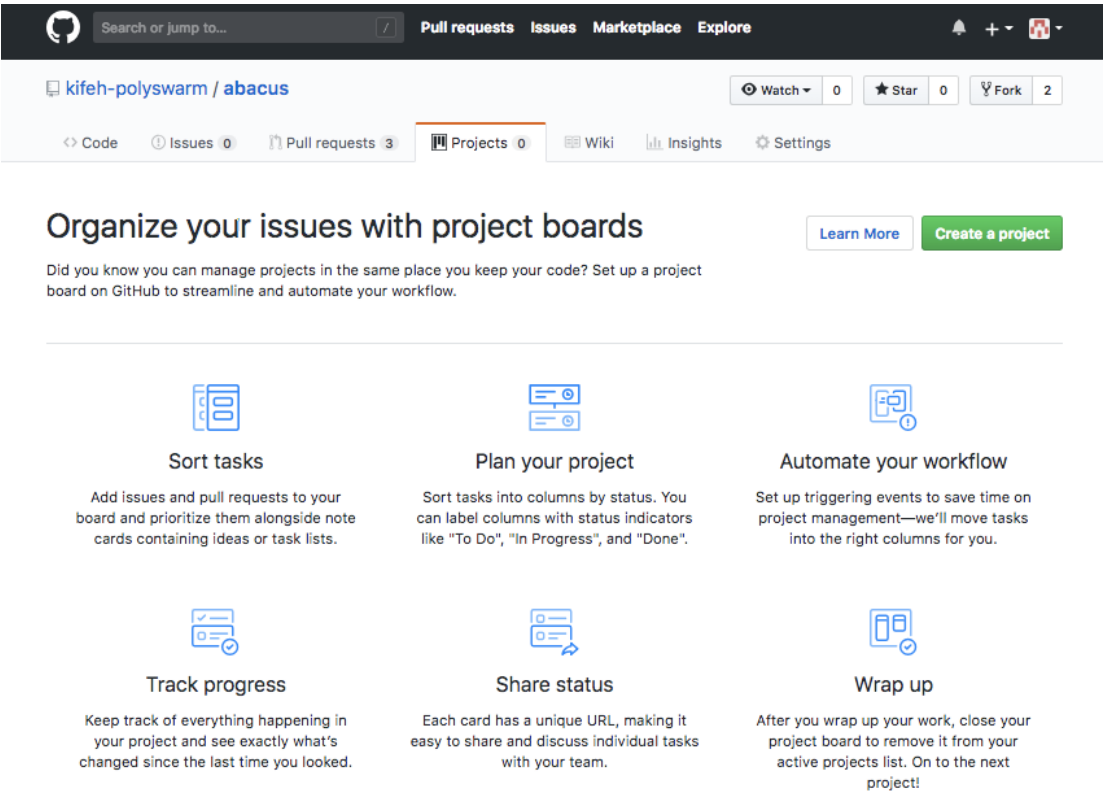 Search or jump to... / Pull requests Issues Marketplace Explore
kifeh-polyswarm / abacus Watch 0 Star 0 Fork 2
Code Issues 0 Pull requests 3 Projects 0 Wiki Insights Settings
Organize your issues with project boards
Learn More Create a project
Did you know you can manage projects in the same place you keep your code? Set up a project
board on GitHub to streamline and automate your workflow.
Sort tasks
Add issues and pull requests to your
board and prioritize them alongside note
cards containing ideas or task lists.
Plan your project
Sort tasks into columns by status. You
can label columns with status indicators
like "To Do", "In Progress", and "Done".
Automate your workflow
Set up triggering events to save time on
project management—we’ll move tasks
into the right columns for you.
Track progress
Keep track of everything happening in
your project and see exactly what’s
changed since the last time you looked.
Share status
Each card has a unique URL, making it
easy to share and discuss individual tasks
with your team.
Wrap up
After you wrap up your work, close your
project board to remove it from your
active projects list. On to the next
project!